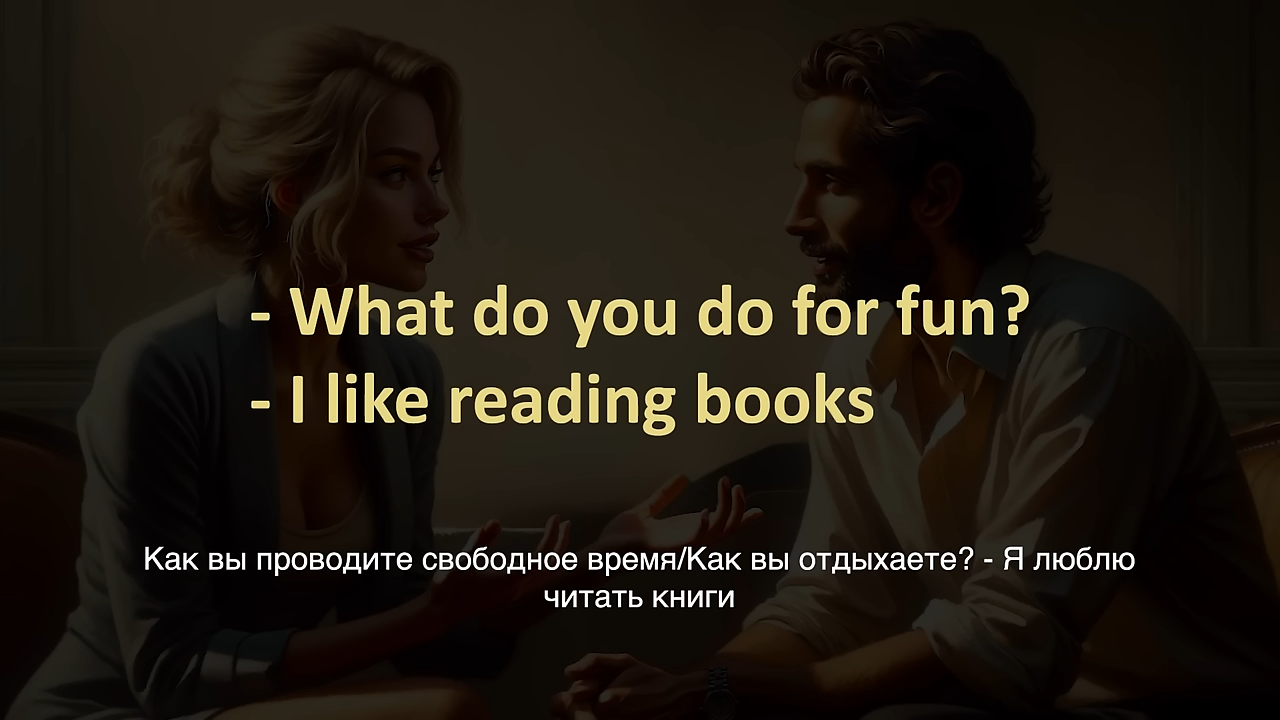 - What do you do for fun?
- I like reading books
Как вы проводите свободное время/Как вы отдыхаете? - Я люблю
читать книги